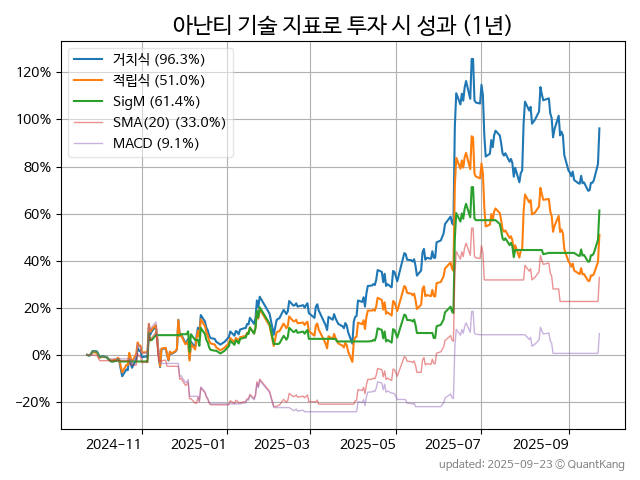 아난티 기술 지표로 투자 시 성과 (1년)
거치식 (96.3%)
적립식 (51.0%)
SigM (61.4%)
SMA(20) (33.0%)
MACD (9.1%)
120%
100%
80%
60%
40%
20%
0%
−20%
2024-11 2025-01 2025-03 2025-05 2025-07 2025-09
updated: 2025-09-23 © QuantKang